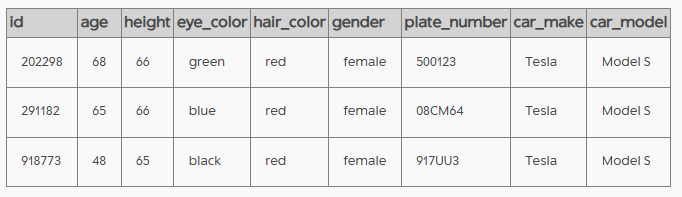 id age height eye_color hair_color gender plate_number car_make car_model
202298 68 66 green red female 500123 Tesla Model S
291182 65 66 blue red female 08CM64 Tesla Model S
918773 48 65 black red female 917UU3 Tesla Model S